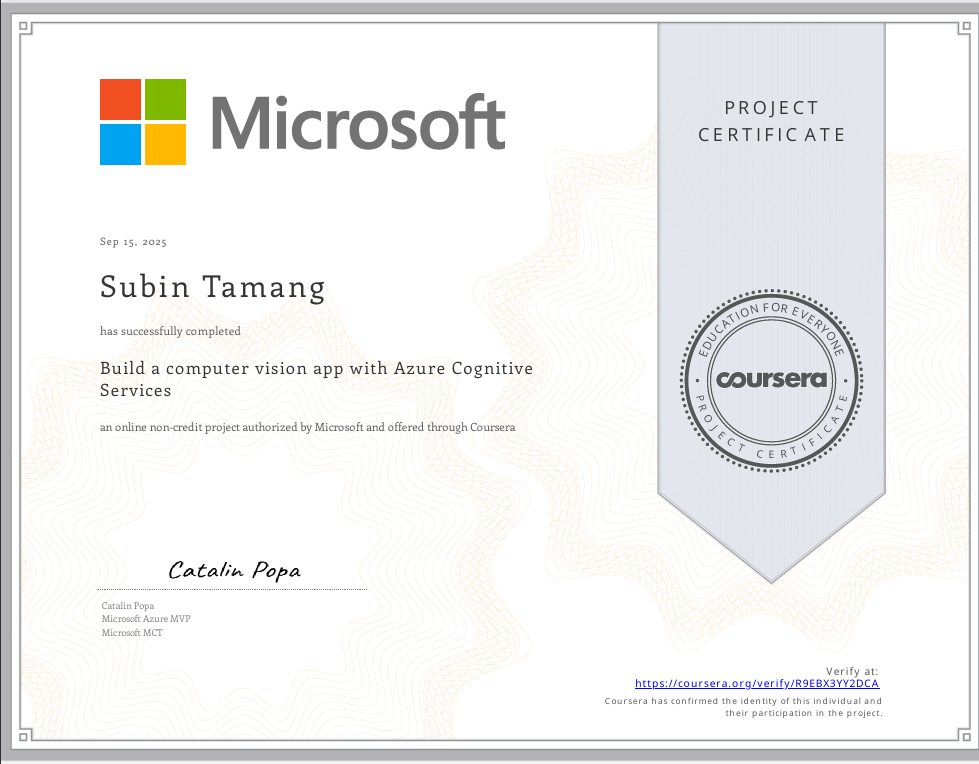 Microsoft
PROJECT
CERTIFICATE
Sep 15, 2025
Subin Tamang
has successfully completed
Build a computer vision app with Azure Cognitive
Services
an online non-credit project authorized by Microsoft and offered through Coursera
EDUCATION FOR EVERYONE
coursera
PROJECT CERTIFICATE
Catalin Popa
Catalin Popa
Microsoft Azure MVP
Microsoft MCT
Verify at:
https://coursera.org/verify/R9EBX3YY2DCA
Coursera has confirmed the identity of this individual and
their participation in the project.